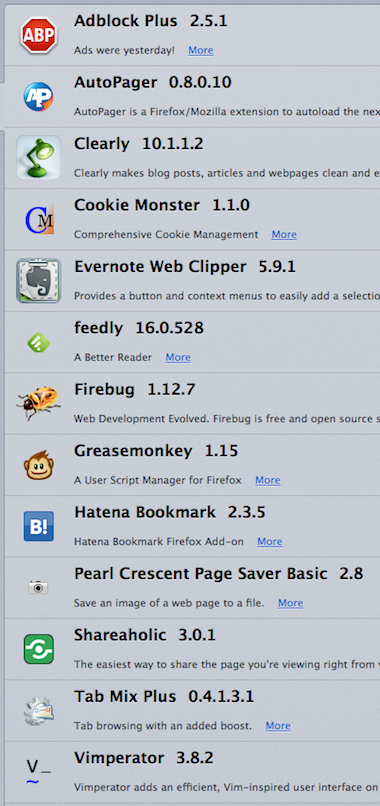 ABP
Adblock Plus 2.5.1
Ads were yesterday! More
AP
AutoPager 0.8.0.10
AutoPager is a Firefox/Mozilla extension to autoload the nex
Clearly 10.1.1.2
Clearly makes blog posts, articles and webpages clean and e
CM
Cookie Monster 1.1.0
Comprehensive Cookie Management More
Evernote Web Clipper 5.9.1
Provides a button and context menus to easily add a selectio
feedly 16.0.528
A Better Reader More
Firebug 1.12.7
Web Development Evolved. Firebug is free and open source s
Greasemonkey 1.15
A User Script Manager for Firefox More
B!
Hatena Bookmark 2.3.5
Hatena Bookmark Firefox Add-on More
Pearl Crescent Page Saver Basic 2.8
Save an image of a web page to a file. More
Shareaholic 3.0.1
The easiest way to share the page you're viewing right from
Tab Mix Plus 0.4.1.3.1
Tab browsing with an added boost. More
V_
~
Vimperator 3.8.2
Vimperator adds an efficient, Vim-inspired user interface on